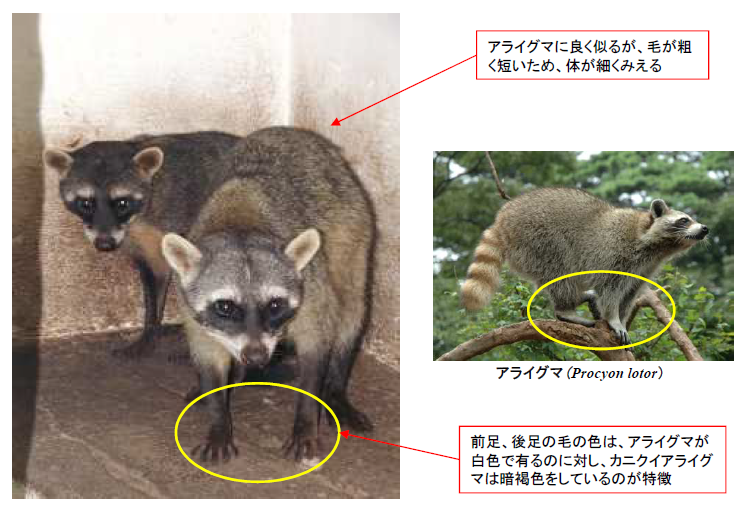 アライグマに良く似るが、毛が粗
く短いため、体が細くみえる
アライグマ（Procyon lotor）
前足、後足の毛の色は、アライグマが
白色で有るのに対し、カニクイアライグ
マは暗褐色をしているのが特徴